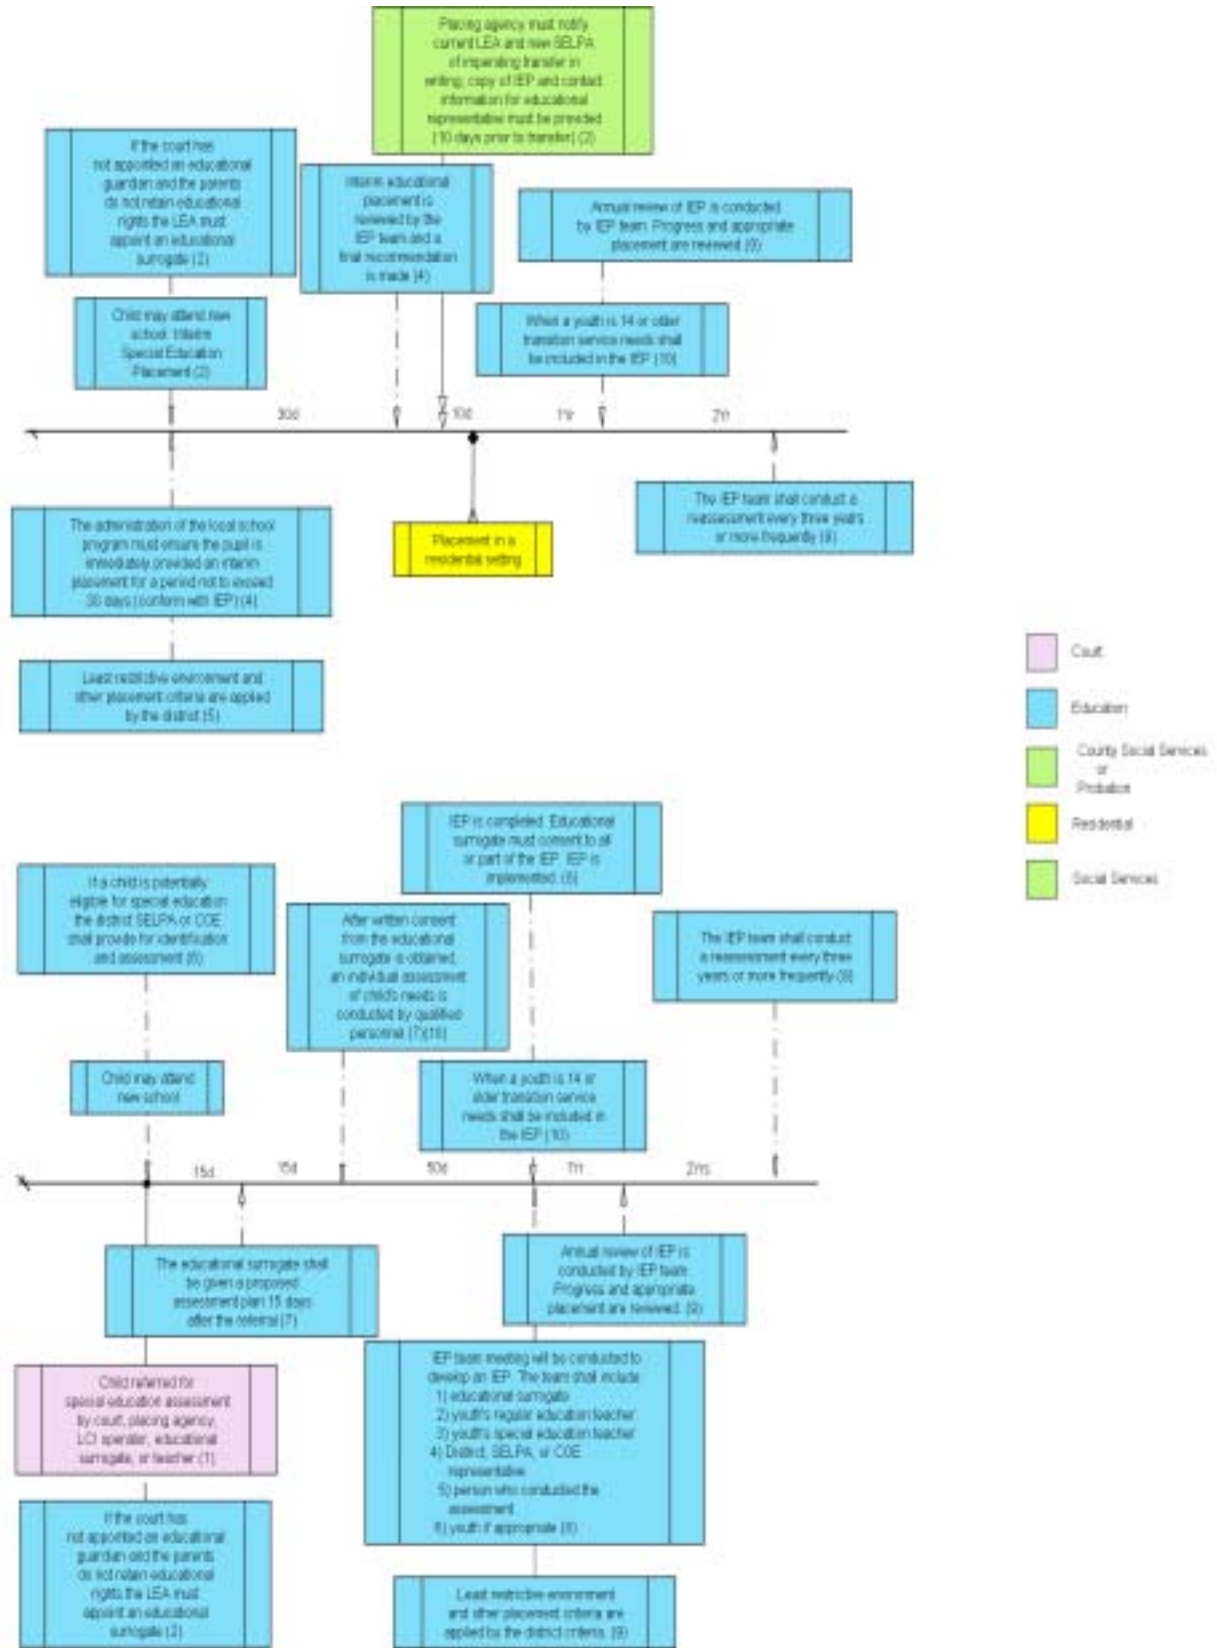 Placing agency must notify
current LEA and new SELPA
of impending transfer in
writing; copy of IEP and contact
information for educational
representative must be provided
(10 days prior to transfer) (2)
If the court has
not appointed an educational
guardian and the parents
do not retain educational
rights the LEA must
appoint an educational
surrogate (2)
Interim educational
placement is
reviewed by the
IEP team and a
final recommendation
is made (4)
Annual review of IEP is conducted
by IEP team. Progress and appropriate
placement are reviewed (9)
Child may attend new
school. Interim
Special Education
Placement (2)
When a youth is 14 or older
transition service needs shall
be included in the IEP (10)
30d
10d
1Yr
2Yr
The administration of the local school
program must ensure the pupil is
immediately provided an interim
placement for a period not to exceed
30 days (conform with IEP) (4)
Placement in a
residential setting
The IEP team shall conduct a
reassessment every three years
or more frequently (9)
Least restrictive environment and
other placement criteria are applied
by the district (5)
Court
Education
County Social Services
or
Probation
Residential
Social Services
IEP is completed. Educational
surrogate must consent to all
or part of the IEP. IEP is
implemented.
If a child is potentially
eligible for special education
the district SELPA or COE
shall provide for identification
and assessment (6)
After written consent
from the educational
surrogate is obtained,
an individual assessment
of child's needs is
conducted by qualified
personnel
The IEP team shall conduct
a reassessment every three
years or more frequently (9)
Child may attend
new school
When a youth is 14 or
older transition service
needs shall be included in
the IEP (10)
15d
15d
50d
1Yr
2Yrs
The educational surrogate shall
be given a proposed
assessment plan 15 days
after the referral (7)
Annual review of IEP is
conducted by IEP team.
Progress and appropriate
placement are reviewed. (9)
Child referred for
special education assessment
by court, placing agency,
LCI operator, educational
surrogate, or teacher (1)
IEP team meeting will be conducted to
develop an IEP. The team shall include
1) educational surrogate
2) youth's regular education teacher
3) youth's special education teacher
4) District, SELPA, or COE
representative
5) person who conducted the
assessment
6) youth if appropriate (8)
If the court has
not appointed an educational
guardian and the parents
do not retain educational
rights the LEA must
appoint an educational
surrogate (2)
Least restrictive environment
and other placement criteria are
applied by the district criteria. (9)